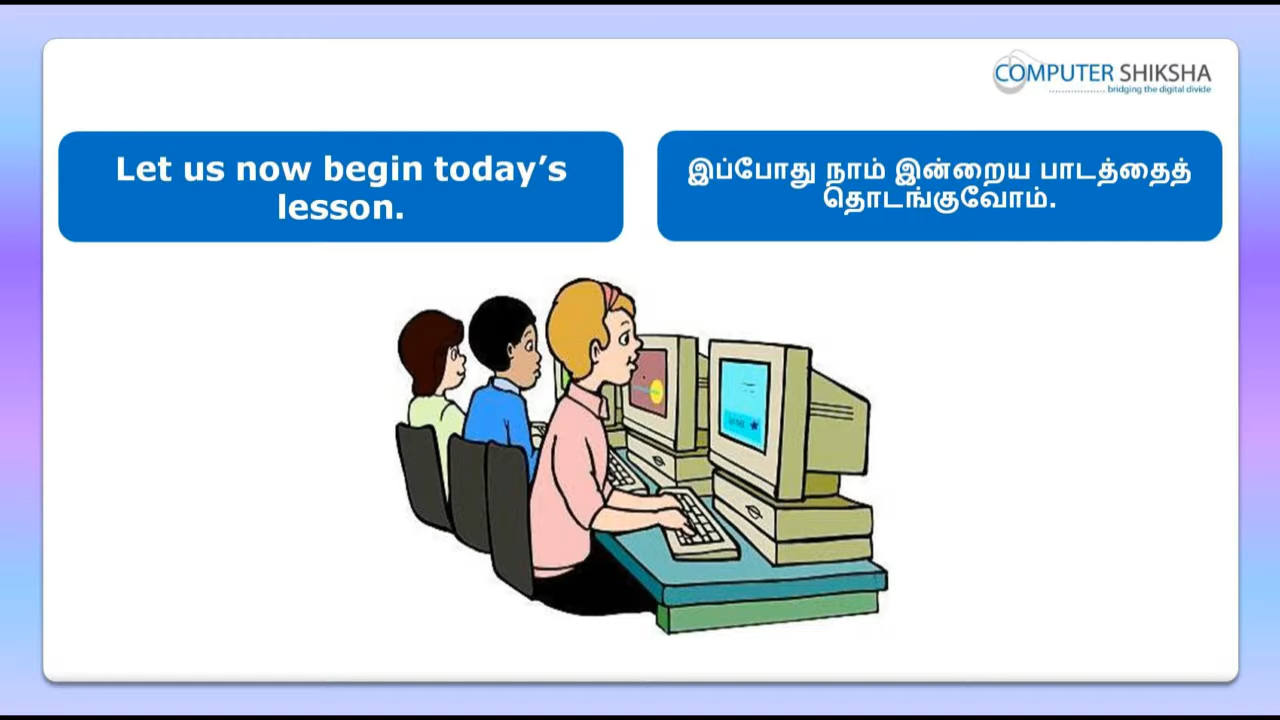 COMPUTER SHIKSHA
bridging the digital divide
Let us now begin today’s
lesson.
இப்போது நாம் இன்றைய பாடத்தைத்
தொடங்குவோம்.